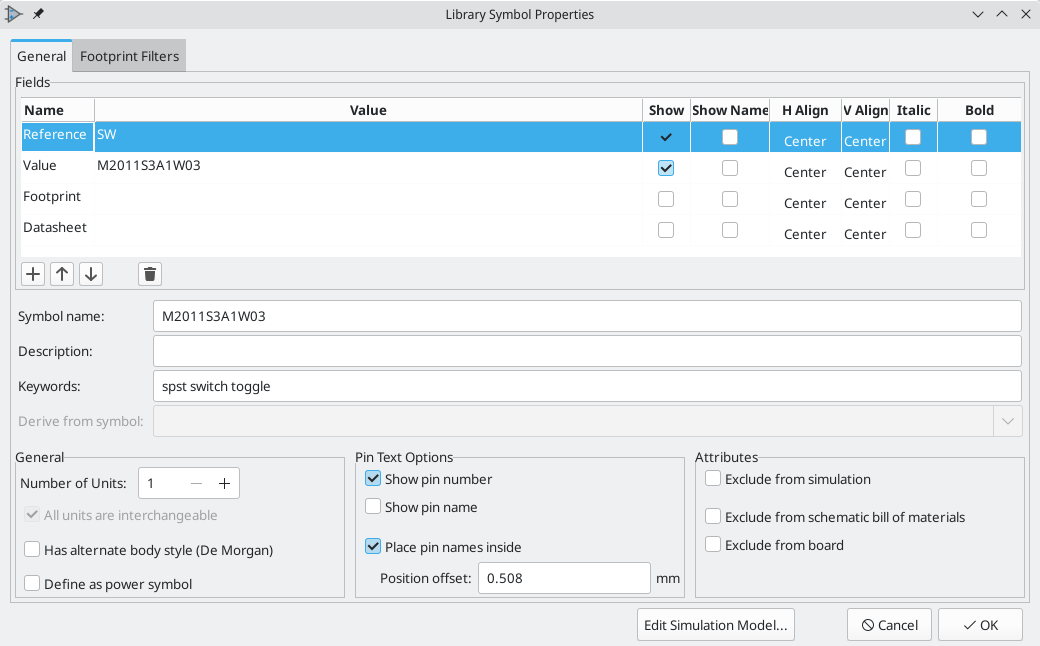 Library Symbol Properties
General Footprint Filters
Fields
Name Value Show Show Name H Align V Align Italic Bold
Reference SW Center Center
Value M2011S3A1W03 Center Center
Footprint Center Center
Datasheet Center Center
Symbol name: M2011S3A1W03
Description:
Keywords: spst switch toggle
Derive from symbol:
General
Number of Units: 1
All units are interchangeable
Has alternate body style (De Morgan)
Define as power symbol
Pin Text Options
Show pin number
Show pin name
Place pin names inside
Position offset: 0.508 mm
Attributes
Exclude from simulation
Exclude from schematic bill of materials
Exclude from board
Edit Simulation Model... Cancel OK